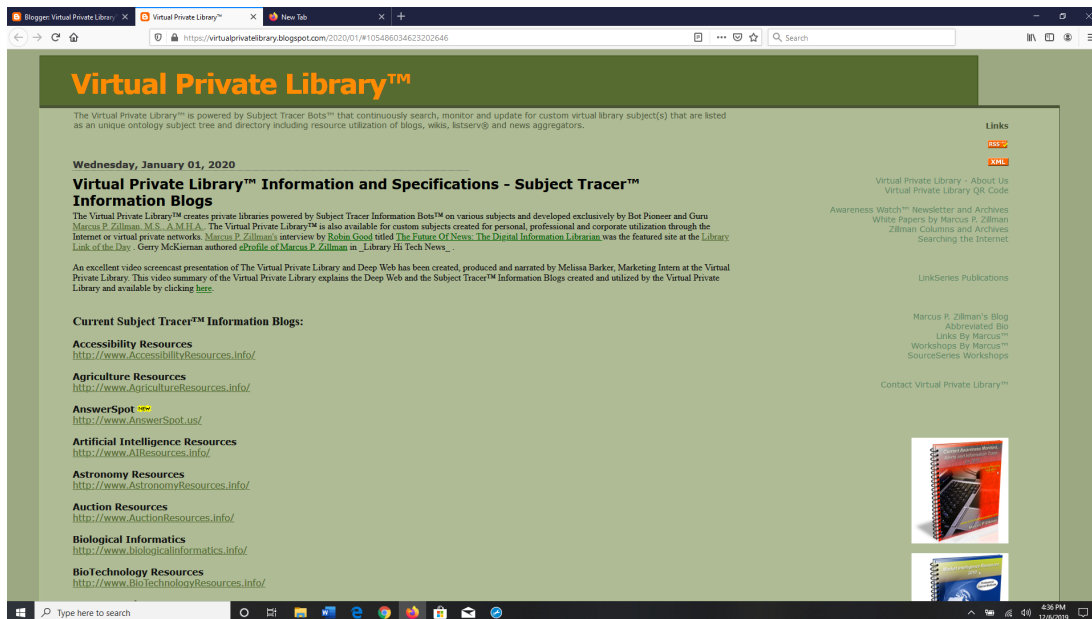 Blogger: Virtual Private Library
Virtual Private Library™
New Tab
https://virtualprivatelibrary.blogspot.com/2020/01/#105486034623202646
Search
Virtual Private Library™
The Virtual Private Library™ is powered by Subject Tracer Bots™ that continuously search, monitor and update for custom virtual library subject(s) that are listed
as an unique ontology subject tree and directory including resource utilization of blogs, wikis, listserv® and news aggregators.
Wednesday, January 01, 2020
Virtual Private Library™ Information and Specifications - Subject Tracer™
Information Blogs
The Virtual Private Library™ creates private libraries powered by Subject Tracer Information Bots™ on various subjects and developed exclusively by Bot Pioneer and Guru
Marcus P. Zillman, M.S., A.M.H.A. The Virtual Private Library™ is also available for custom subjects created for personal, professional and corporate utilization through the
Internet or virtual private networks. Marcus P. Zillman's interview by Robin Good titled The Future Of News: The Digital Information Librarian was the featured site at the Library
Link of the Day . Gerry McKiernan authored eProfile of Marcus P. Zillman in _Library Hi Tech News_ .
An excellent video screencast presentation of The Virtual Private Library and Deep Web has been created, produced and narrated by Melissa Barker, Marketing Intern at the Virtual
Private Library. This video summary of the Virtual Private Library explains the Deep Web and the Subject Tracer™ Information Blogs created and utilized by the Virtual Private
Library and available by clicking here.
Current Subject Tracer™ Information Blogs:
Accessibility Resources
http://www.AccessibilityResources.info/
Agriculture Resources
http://www.AgricultureResources.info/
AnswerSpot NEW
http://www.AnswerSpot.us/
Artificial Intelligence Resources
http://www.AIResources.info/
Astronomy Resources
http://www.AstronomyResources.info/
Auction Resources
http://www.AuctionResources.info/
Biological Informatics
http://www.biologicalinformatics.info/
BioTechnology Resources
http://www.BioTechnologyResources.info/
Links
RSS
XML
Virtual Private Library - About Us
Virtual Private Library QR Code
Awareness Watch™ Newsletter and Archives
White Papers by Marcus P. Zillman
Zillman Columns and Archives
Searching the Internet
LinkSeries Publications
Marcus P. Zillman's Blog
Abbreviated Bio
Links By Marcus™
Workshops By Marcus™
SourceSeries Workshops
Contact Virtual Private Library™
Type here to search
4:36 PM
12/6/2019